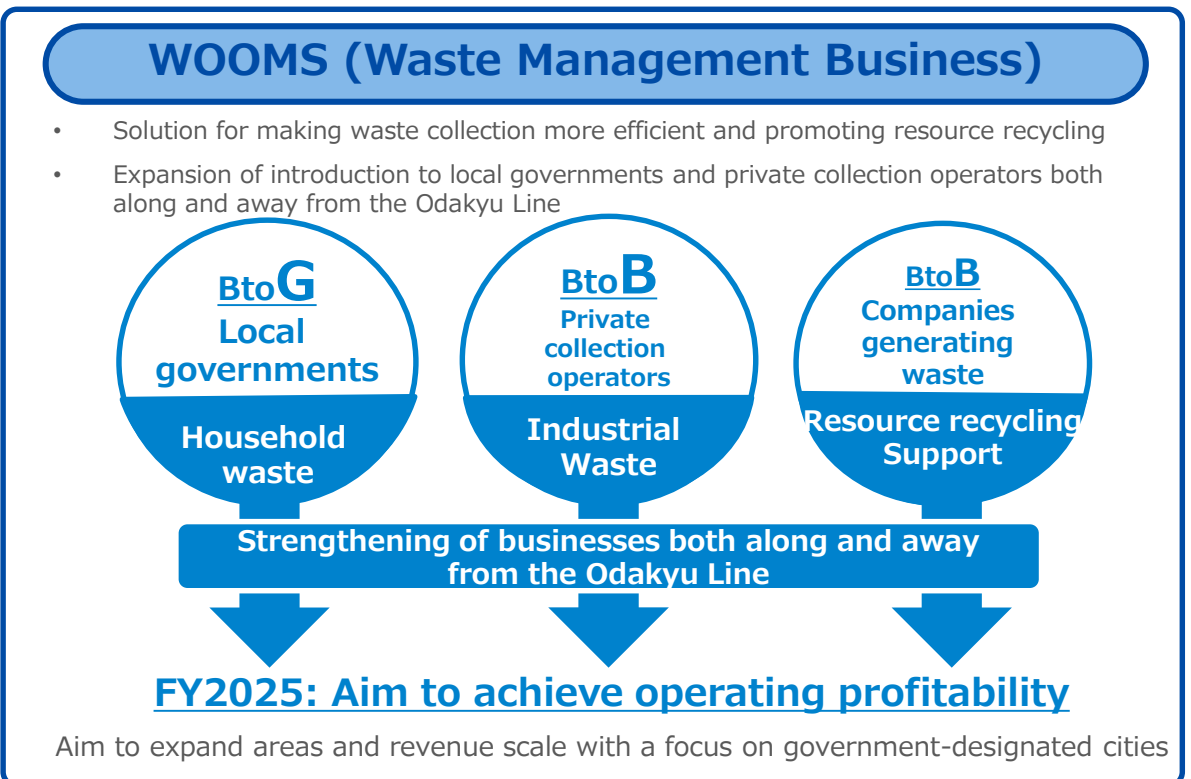 WOOMS (Waste Management Business)
• Solution for making waste collection more efficient and promoting resource recycling
• Expansion of introduction to local governments and private collection operators both
along and away from the Odakyu Line
BtoG
Local
governments
Household
waste
BtoB
Private
collection
operators
Industrial
Waste
BtoB
Companies
generating
waste
Resource recycling
Support
Strengthening of businesses both along and away
from the Odakyu Line
FY2025: Aim to achieve operating profitability
Aim to expand areas and revenue scale with a focus on government-designated cities